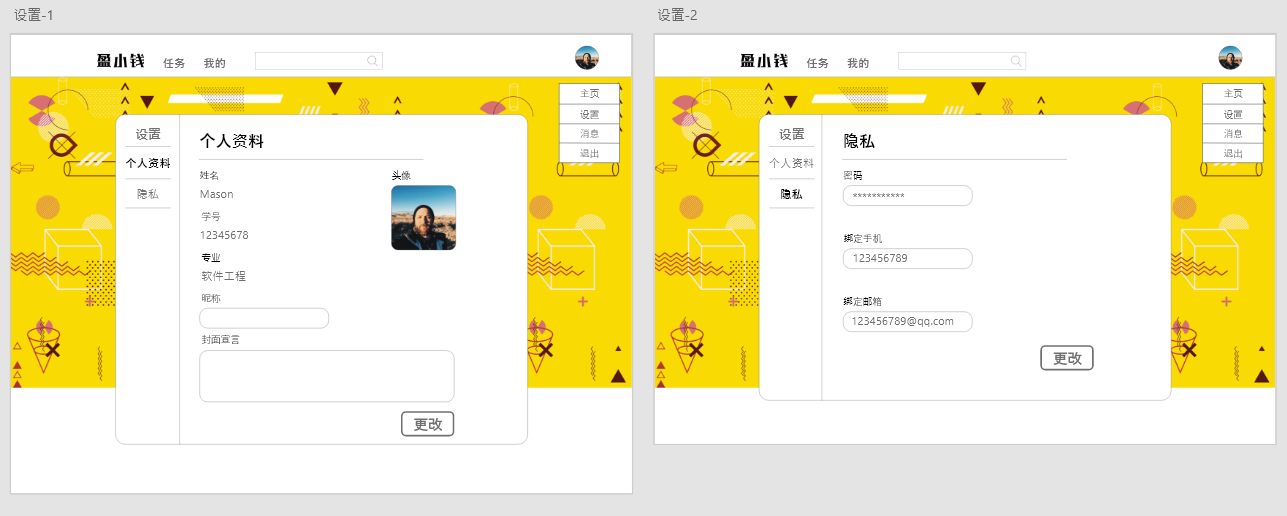 设置-1
盈小钱 任务 我的
主页
设置
消息
退出
设置
个人资料
隐私
个人资料
姓名
Mason
学号
12345678
专业
软件工程
昵称
封面宣言
头像
更改
设置-2
盈小钱 任务 我的
主页
设置
消息
退出
设置
个人资料
隐私
隐私
密码
***********
绑定手机
123456789
绑定邮箱
123456789@qq.com
更改